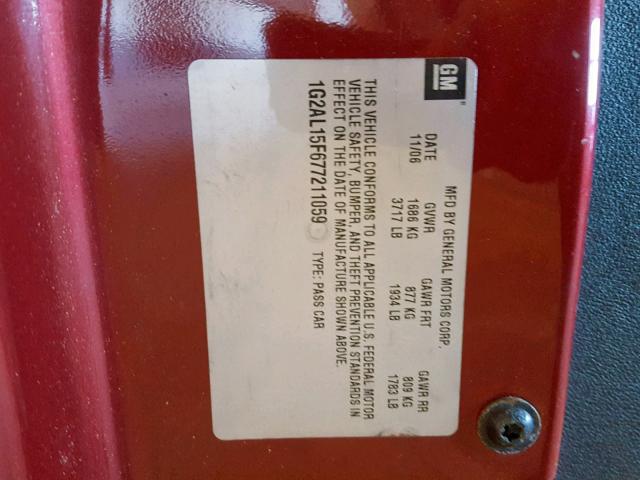 GM
MFD BY GENERAL MOTORS CORP.
DATE GVWR GAWR FRT GAWR RR
11/06 1686 KG 877 KG 809 KG
3717 LB 1934 LB 1783 LB
THIS VEHICLE CONFORMS TO ALL APPLICABLE U.S. FEDERAL MOTOR
VEHICLE SAFETY, BUMPER, AND THEFT PREVENTION STANDARDS IN
EFFECT ON THE DATE OF MANUFACTURE SHOWN ABOVE.
1G2AL15F677211059 TYPE: PASS CAR